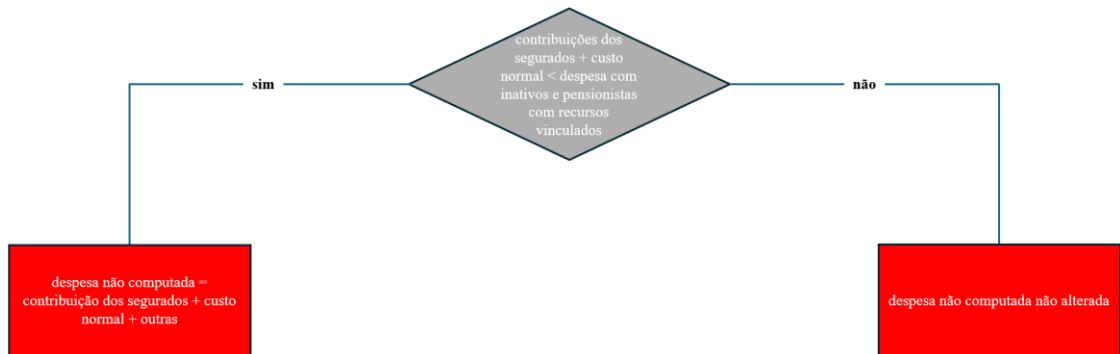 contribuições dos
segurados + custo
normal < despesa com
inativos e pensionistas
com recursos
vinculados
sim
não
despesa não computada =
contribuição dos segurados + custo
normal + outras
despesa não computada não alterada